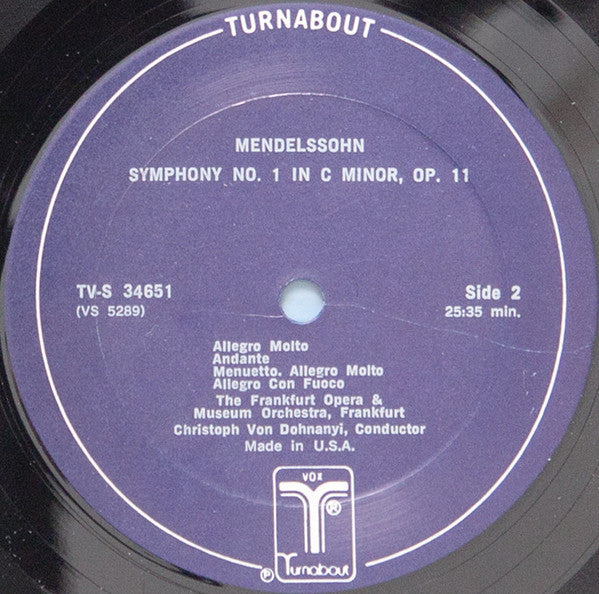 TURNABOUT
MENDELSSOHN
SYMPHONY NO. 1 IN C MINOR, OP. 11
TV-S 34651
(VS 5289)
Side 2
25:35 min.
Allegro Molto
Andante
Menuetto. Allegro Molto
Allegro Con Fuoco
The Frankfurt Opera &
Museum Orchestra, Frankfurt
Christoph Von Dohnanyi, Conductor
Made in U.S.A.
VOX
®
℗ Turnabout